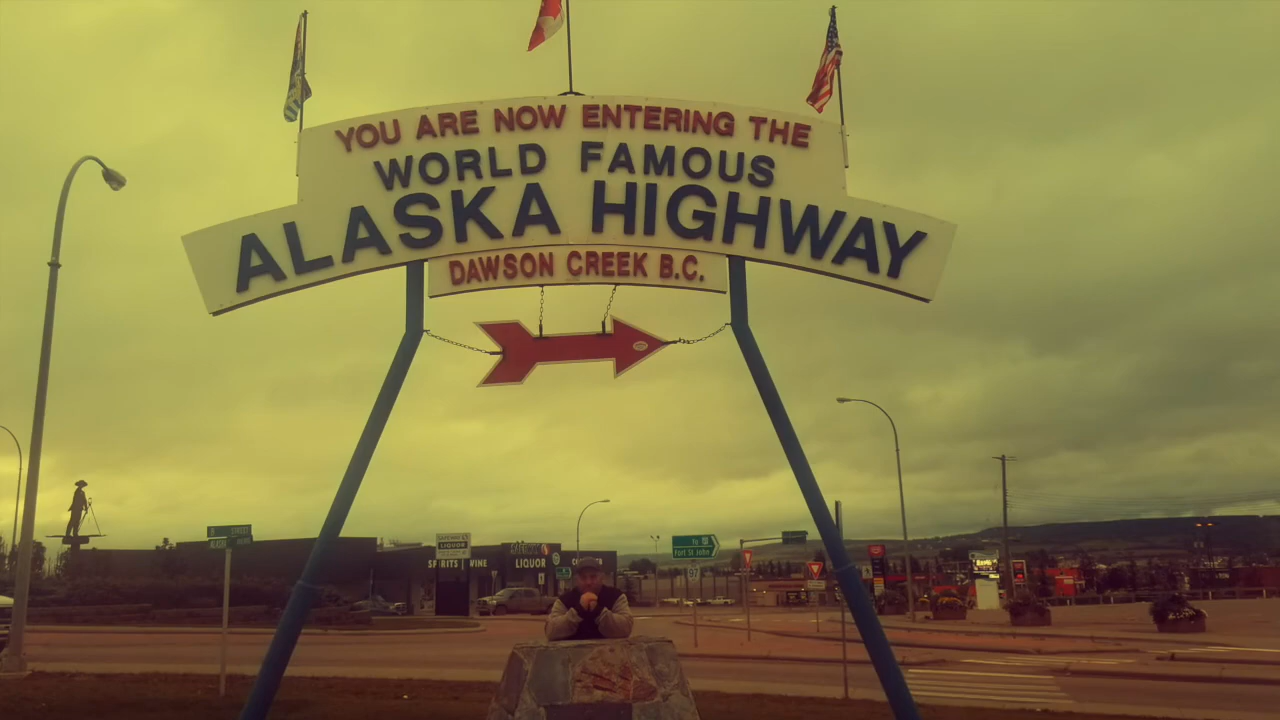 YOU ARE NOW ENTERING THE
WORLD FAMOUS
ALASKA HIGHWAY
DAWSON CREEK B.C.
LIQUOR
SPIRITS WINE
LIQUOR
To
Fort St John
97